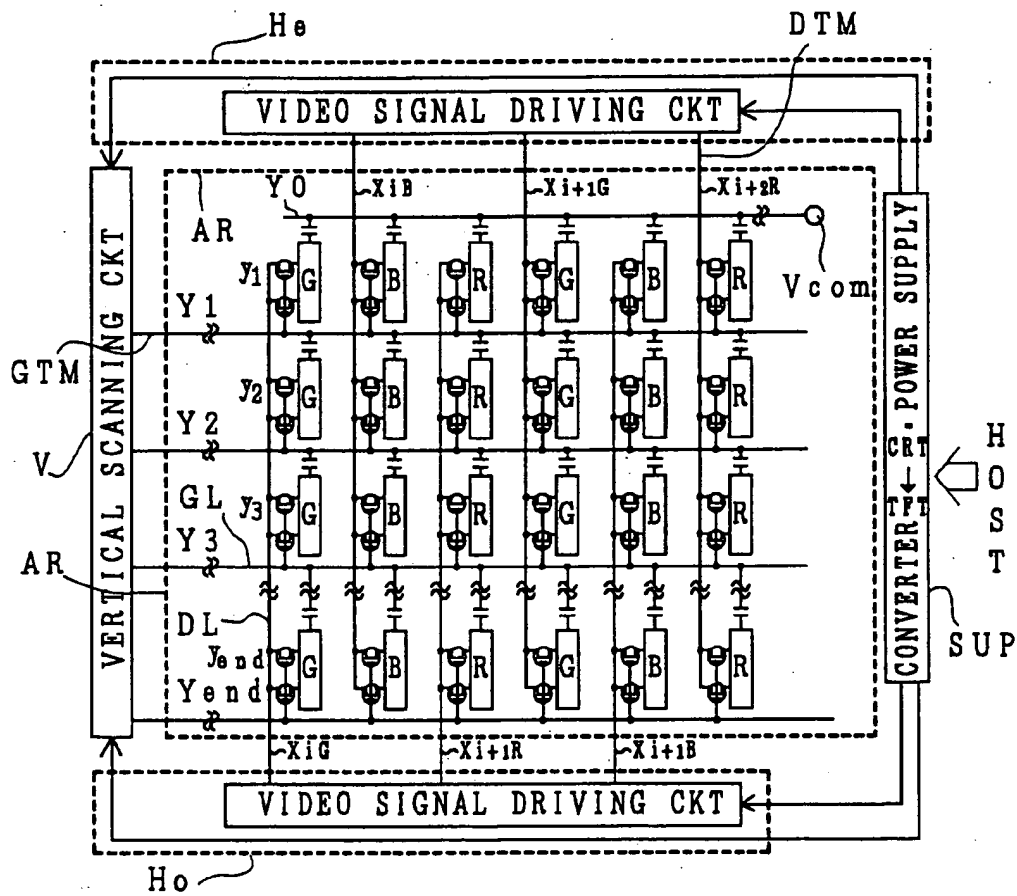 He
DTM
VIDEO SIGNAL DRIVING CKT
AR
Y0
XiB
Xi+1G
Xi+2R
Vcom
VERTICAL SCANNING CKT
y1
G
B
R
G
B
R
Y1
GTM
y2
G
B
R
G
B
R
Y2
V
GL
y3
G
B
R
G
B
R
Y3
AR
DL
yend
G
B
R
G
B
R
Yend
CONVERTER · POWER SUPPLY
CRT
↓
TFT
HOST
SUP
XiG
Xi+1R
Xi+1B
VIDEO SIGNAL DRIVING CKT
Ho